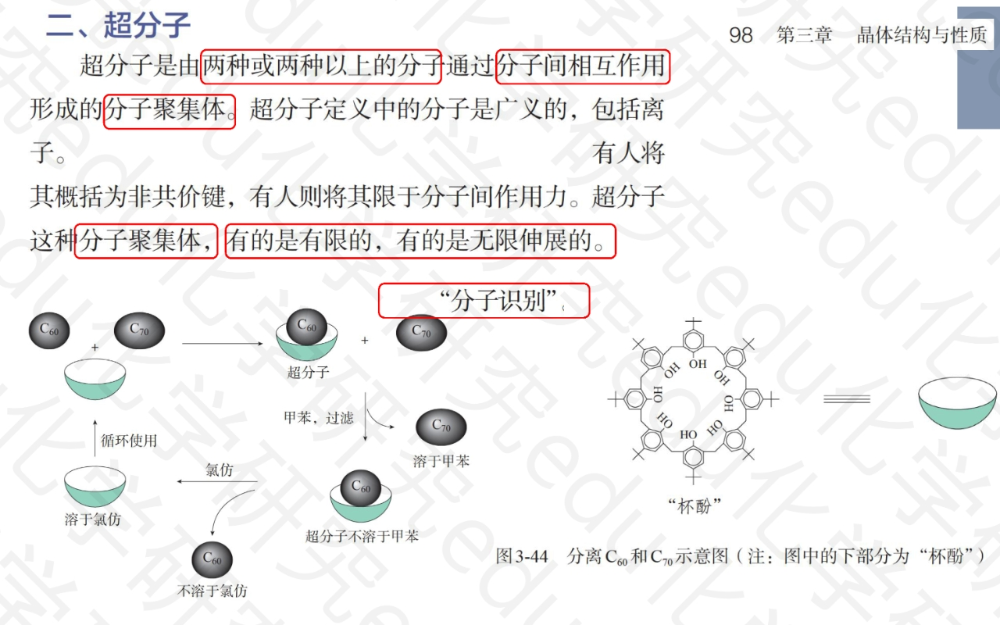 二、超分子
98 第三章 晶体结构与性质
超分子是由两种或两种以上的分子通过分子间相互作用
形成的分子聚集体。超分子定义中的分子是广义的，包括离
子。 有人将
其概括为非共价键，有人则将其限于分子间作用力。超分子
这种分子聚集体，有的是有限的，有的是无限伸展的。
“分子识别”
C60
C70
+
C60
+
C70
超分子
甲苯，过滤
C70
溶于甲苯
循环使用
氯仿
溶于氯仿
C60
超分子不溶于甲苯
C60
不溶于氯仿
OH
OH
OH
OH
OH
HO
HO
HO
“杯酚”
图3-44 分离C60和C70示意图（注：图中的下部分为“杯酚”）
化学研究edu